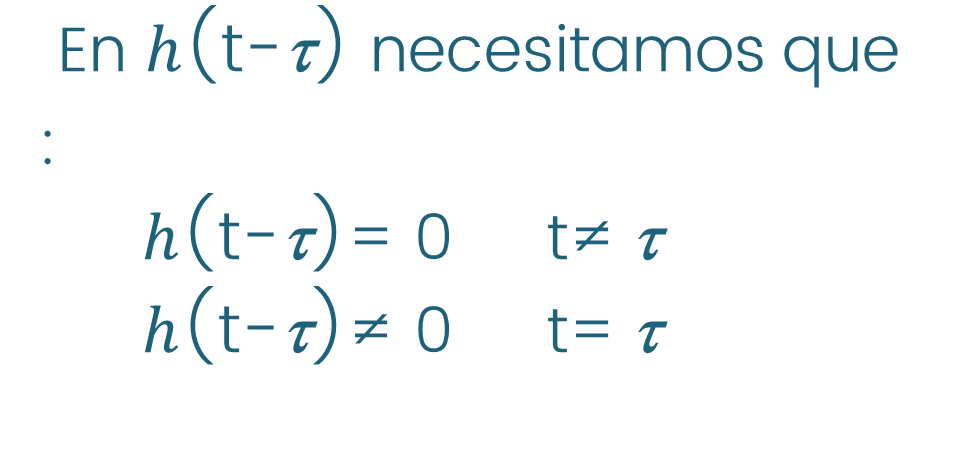 En h(t-τ) necesitamos que
:
h(t-τ)= 0 t≠ τ
h(t-τ)≠ 0 t= τ